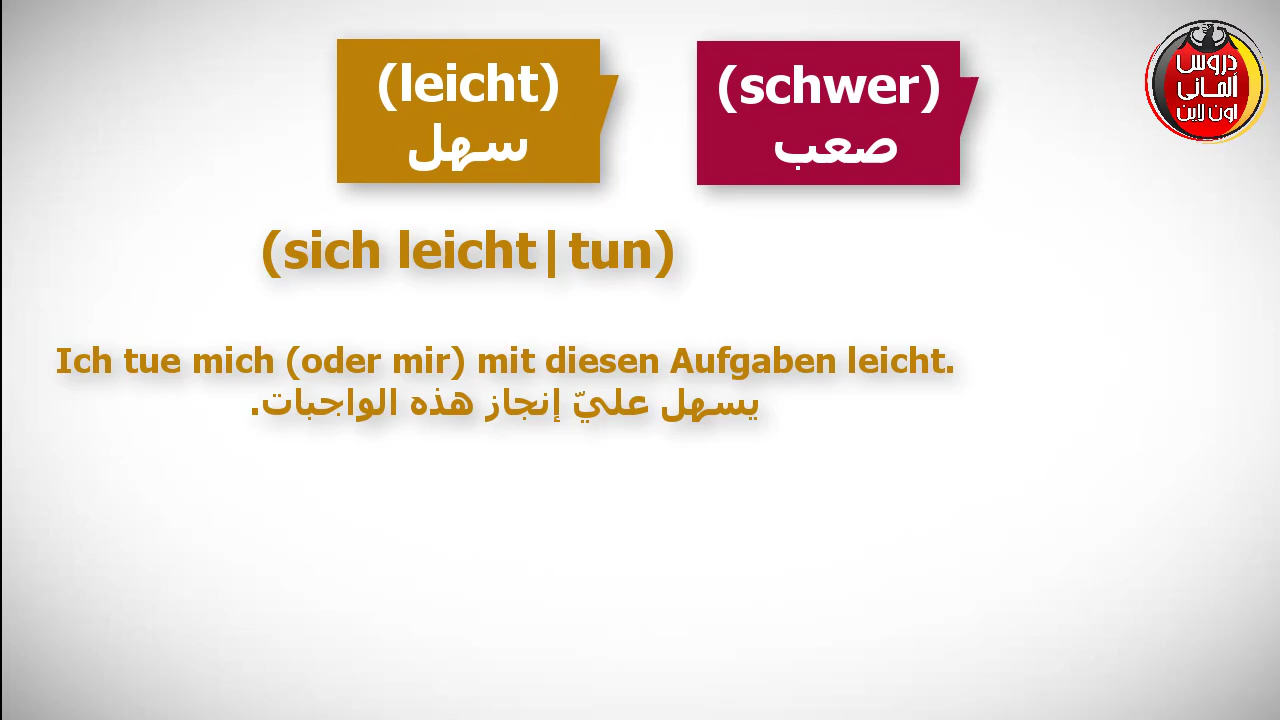 (leicht)
سهل
(schwer)
صعب
دروس
ألماني
اون لاين
(sich leicht|tun)
Ich tue mich (oder mir) mit diesen Aufgaben leicht.
يسهل عليّ إنجاز هذه الواجبات.